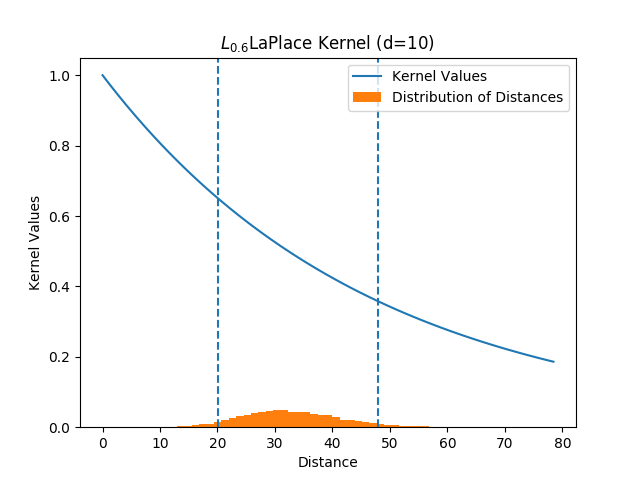 L0.6LaPlace Kernel (d=10)
Kernel Values
Distribution of Distances
Kernel Values
1.0
0.8
0.6
0.4
0.2
0.0
0 10 20 30 40 50 60 70 80
Distance